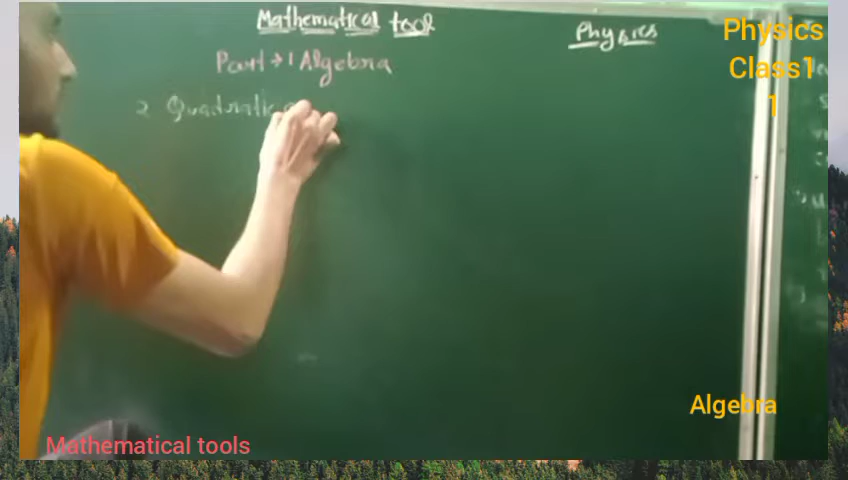 Mathematical tool
Physics
Part → 1 Algebra
2 Quadratic
Physics
Class1
1
Algebra
Mathematical tools